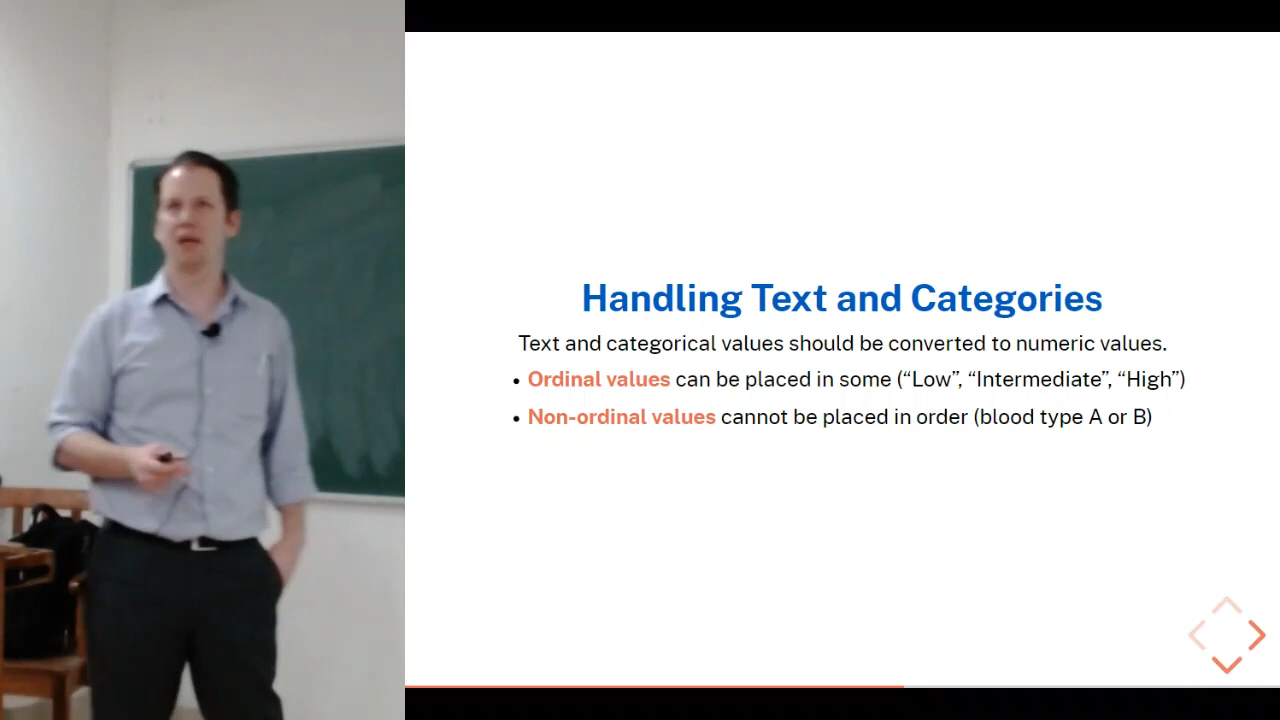 Handling Text and Categories
Text and categorical values should be converted to numeric values.
• Ordinal values can be placed in some (“Low”, “Intermediate”, “High”)
• Non-ordinal values cannot be placed in order (blood type A or B)